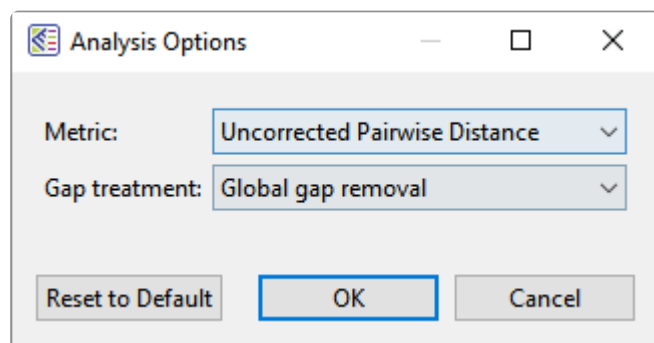 Analysis Options
Metric: Uncorrected Pairwise Distance
Gap treatment: Global gap removal
Reset to Default OK Cancel